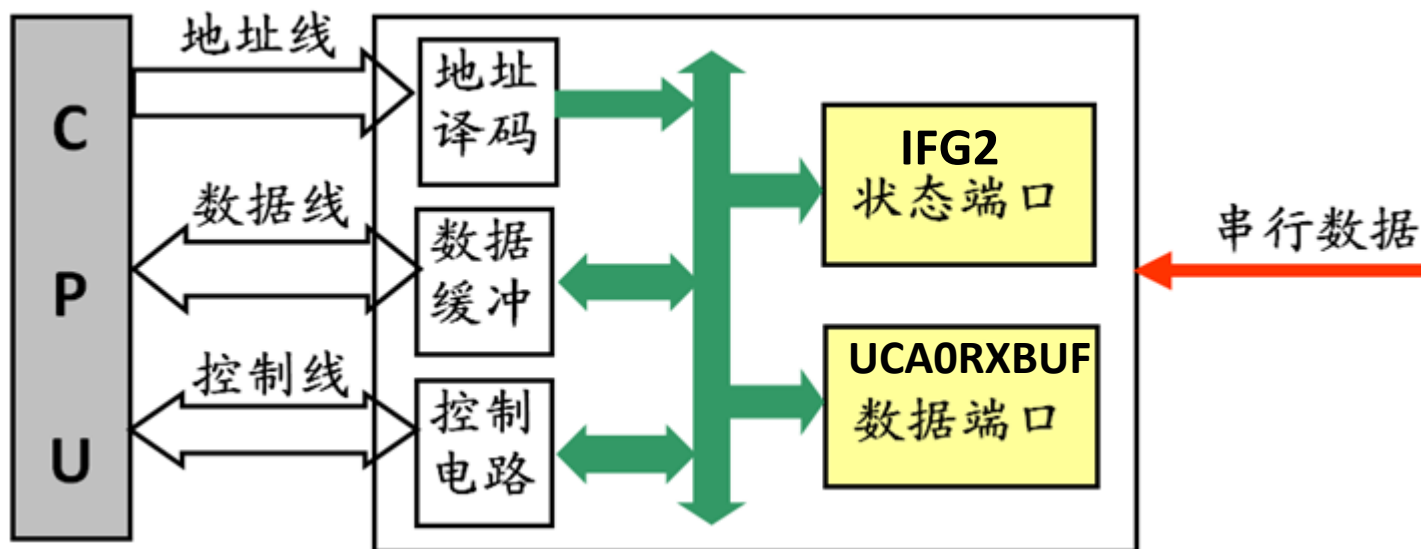 C
P
U
地址线
数据线
控制线
地址
译码
数据
缓冲
控制
电路
IFG2
状态端口
UCA0RXBUF
数据端口
串行数据